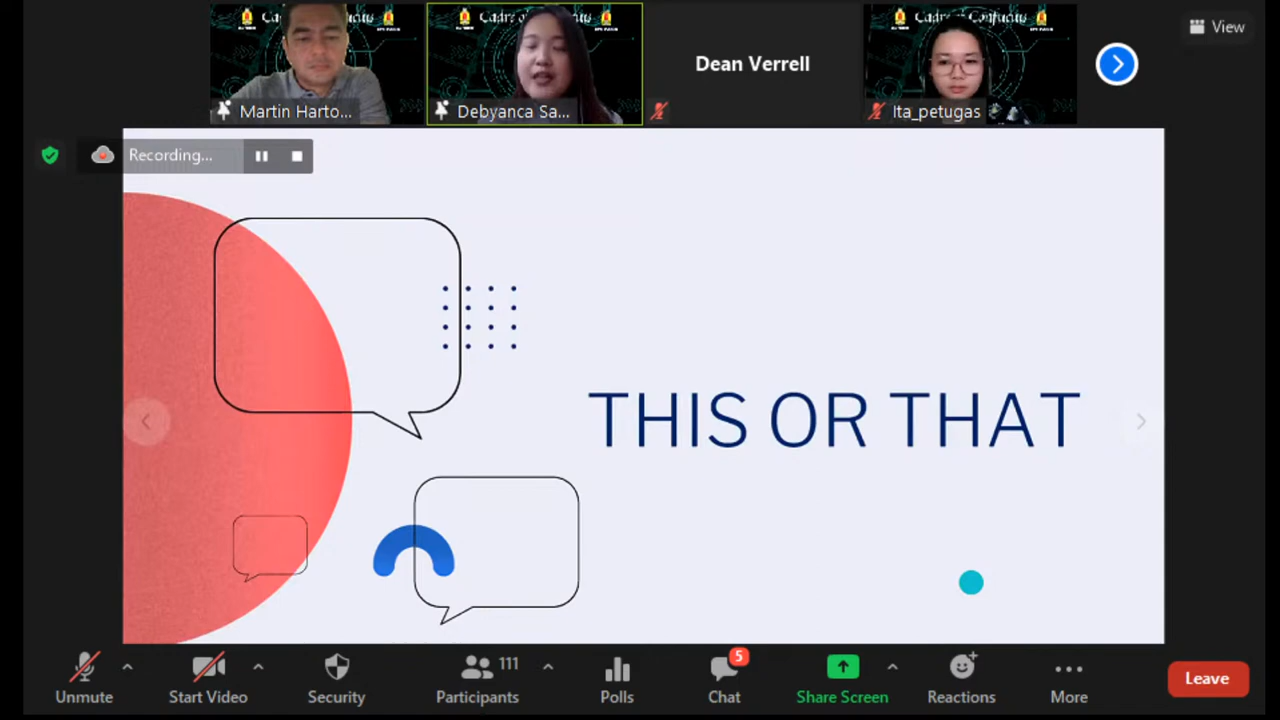 View
Martin Harto...
Debyanca Sa...
Dean Verrell
Ita_petugas
Recording...
THIS OR THAT
111
5
Unmute
Start Video
Security
Participants
Polls
Chat
Share Screen
Reactions
More
Leave